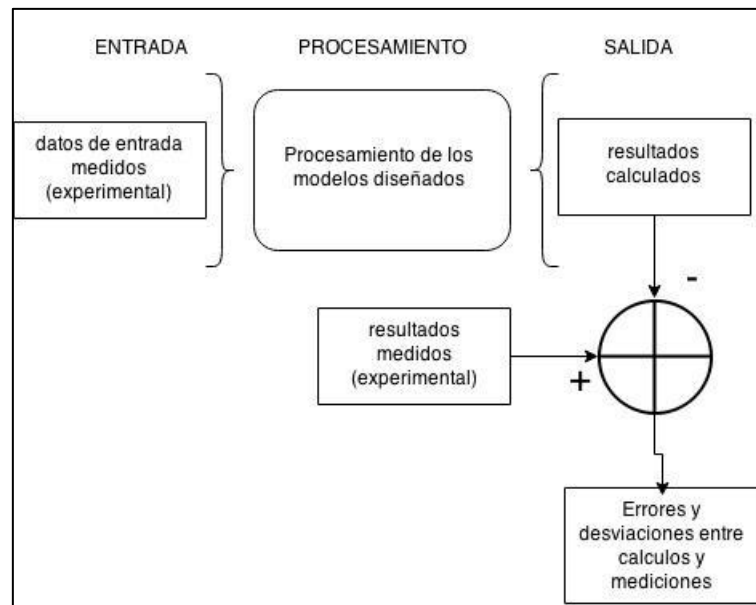 ENTRADA
PROCESAMIENTO
SALIDA
datos de entrada
medidos
(experimental)
Procesamiento de los
modelos diseñados
resultados
calculados
-
resultados
medidos
(experimental)
+
Errores y
desviaciones entre
calculos y
mediciones